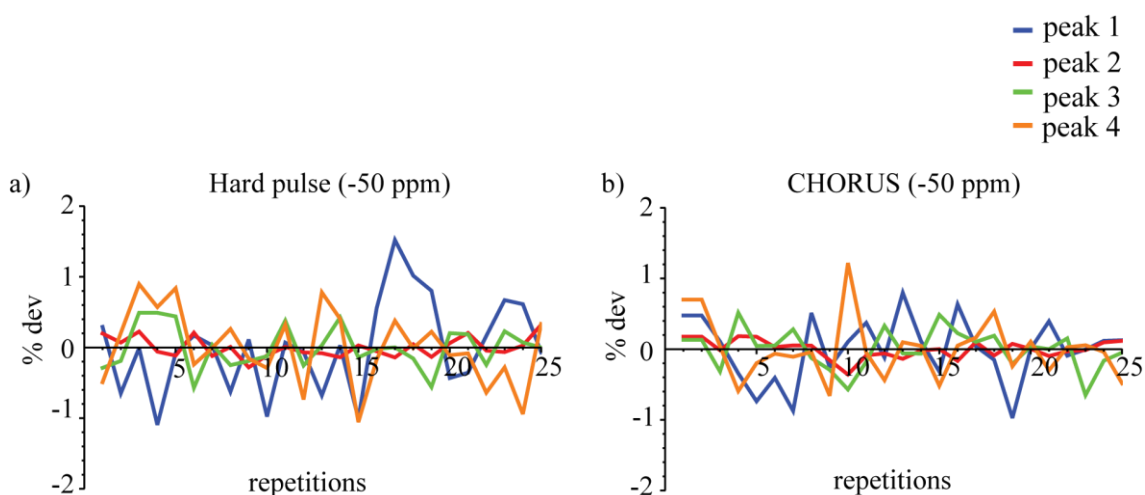 peak 1
peak 2
peak 3
peak 4
a) Hard pulse (-50 ppm)
2
1
0
-1
-2
% dev
5 10 15 20 25
repetitions
b) CHORUS (-50 ppm)
2
1
0
-1
-2
% dev
5 10 15 20 25
repetitions